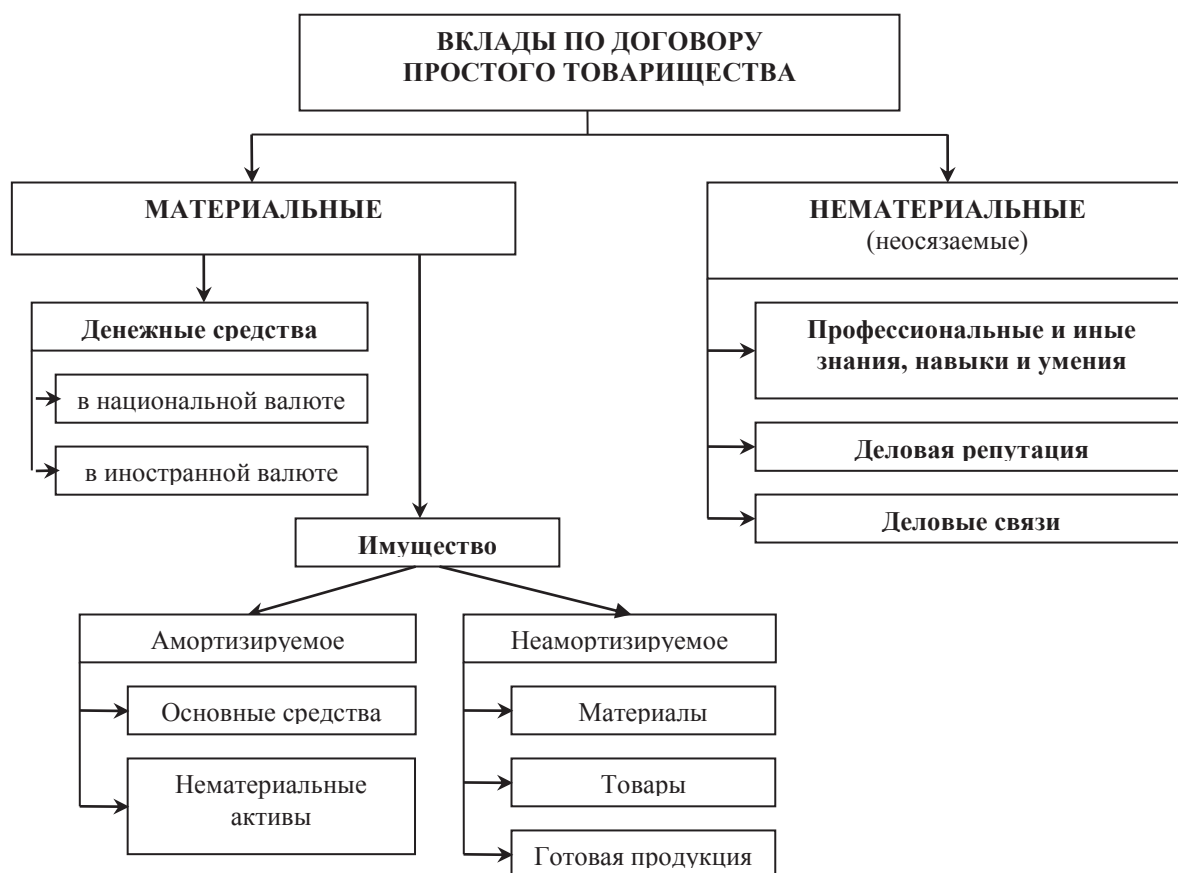 ВКЛАДЫ ПО ДОГОВОРУ
ПРОСТОГО ТОВАРИЩЕСТВА
МАТЕРИАЛЬНЫЕ
НЕМАТЕРИАЛЬНЫЕ
(неосязаемые)
Денежные средства
в национальной валюте
в иностранной валюте
Профессиональные и иные
знания, навыки и умения
Деловая репутация
Деловые связи
Имущество
Амортизируемое
Основные средства
Нематериальные
активы
Неамортизируемое
Материалы
Товары
Готовая продукция